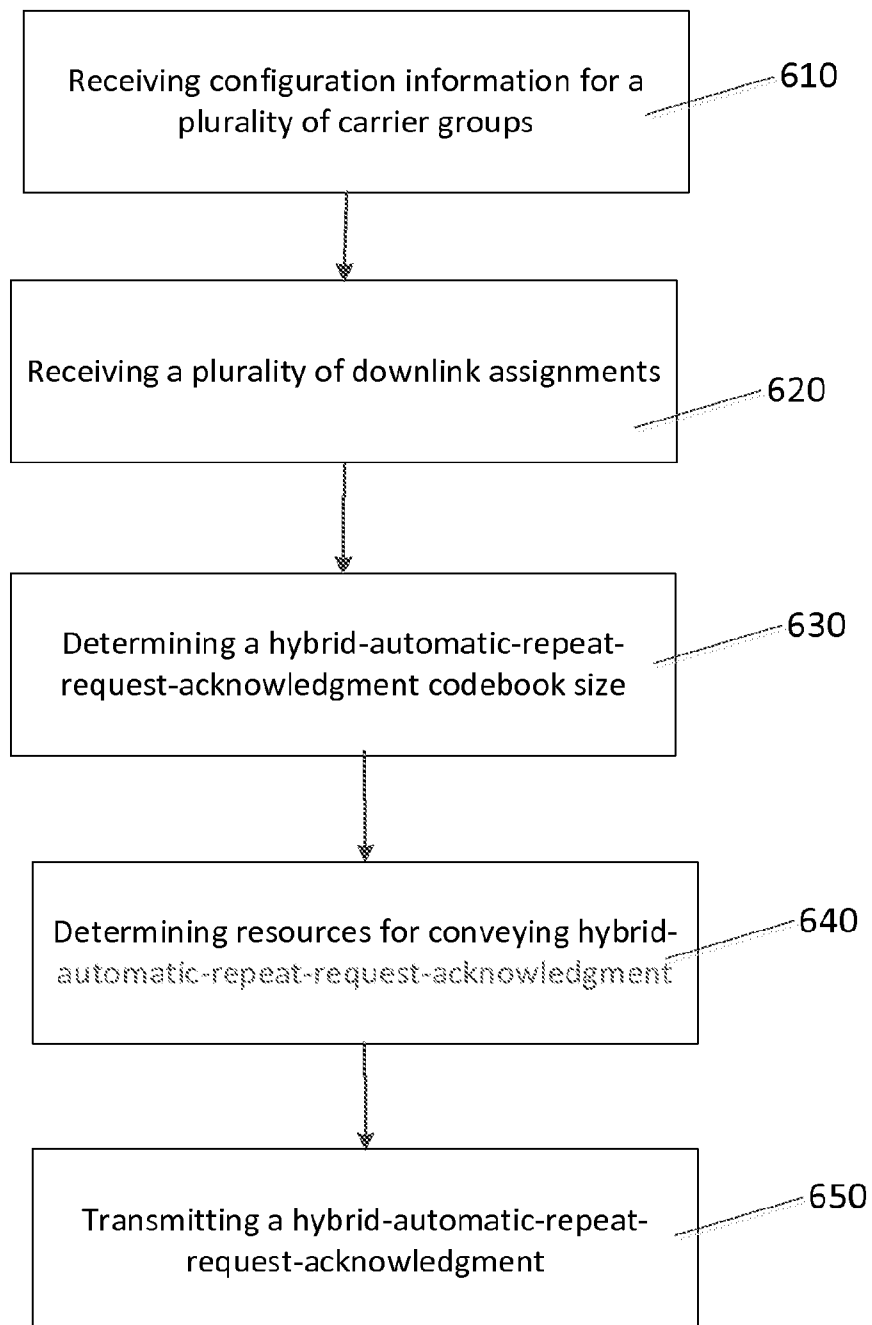 Receiving configuration information for a
plurality of carrier groups
610
Receiving a plurality of downlink assignments
620
Determining a hybrid-automatic-repeat-
request-acknowledgment codebook size
630
Determining resources for conveying hybrid-
automatic-repeat-request-acknowledgment
640
Transmitting a hybrid-automatic-repeat-
request-acknowledgment
650